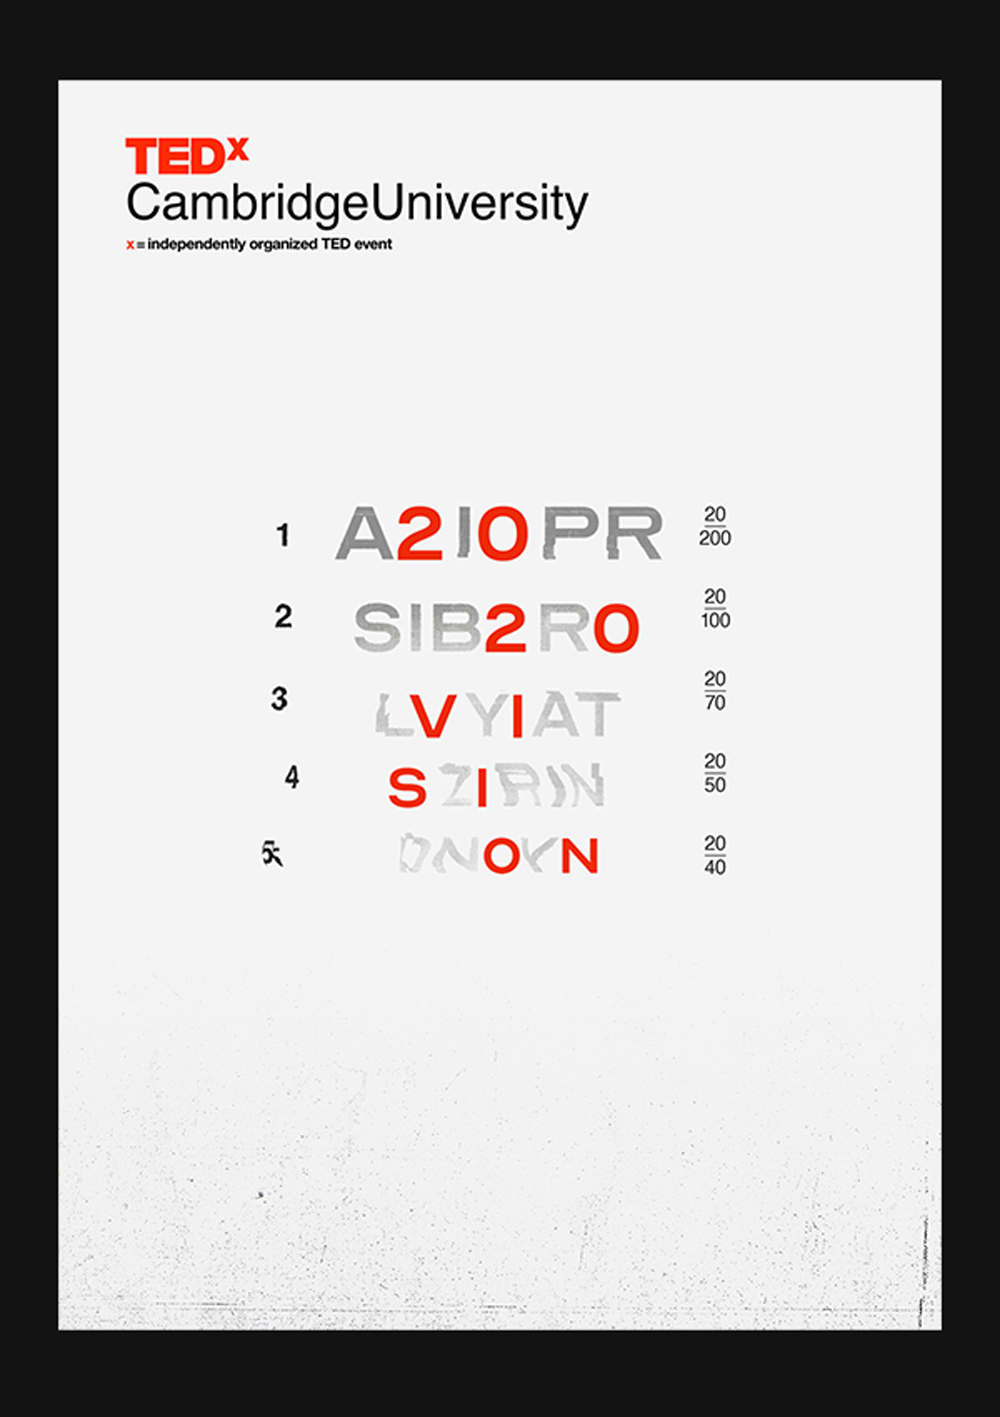 TEDx
CambridgeUniversity
x = independently organized TED event
1 A2IOPR 20/200
2 SIB2RO 20/100
3 LVYIAT 20/70
4 SZIRIN 20/50
5 DNOYN 20/40